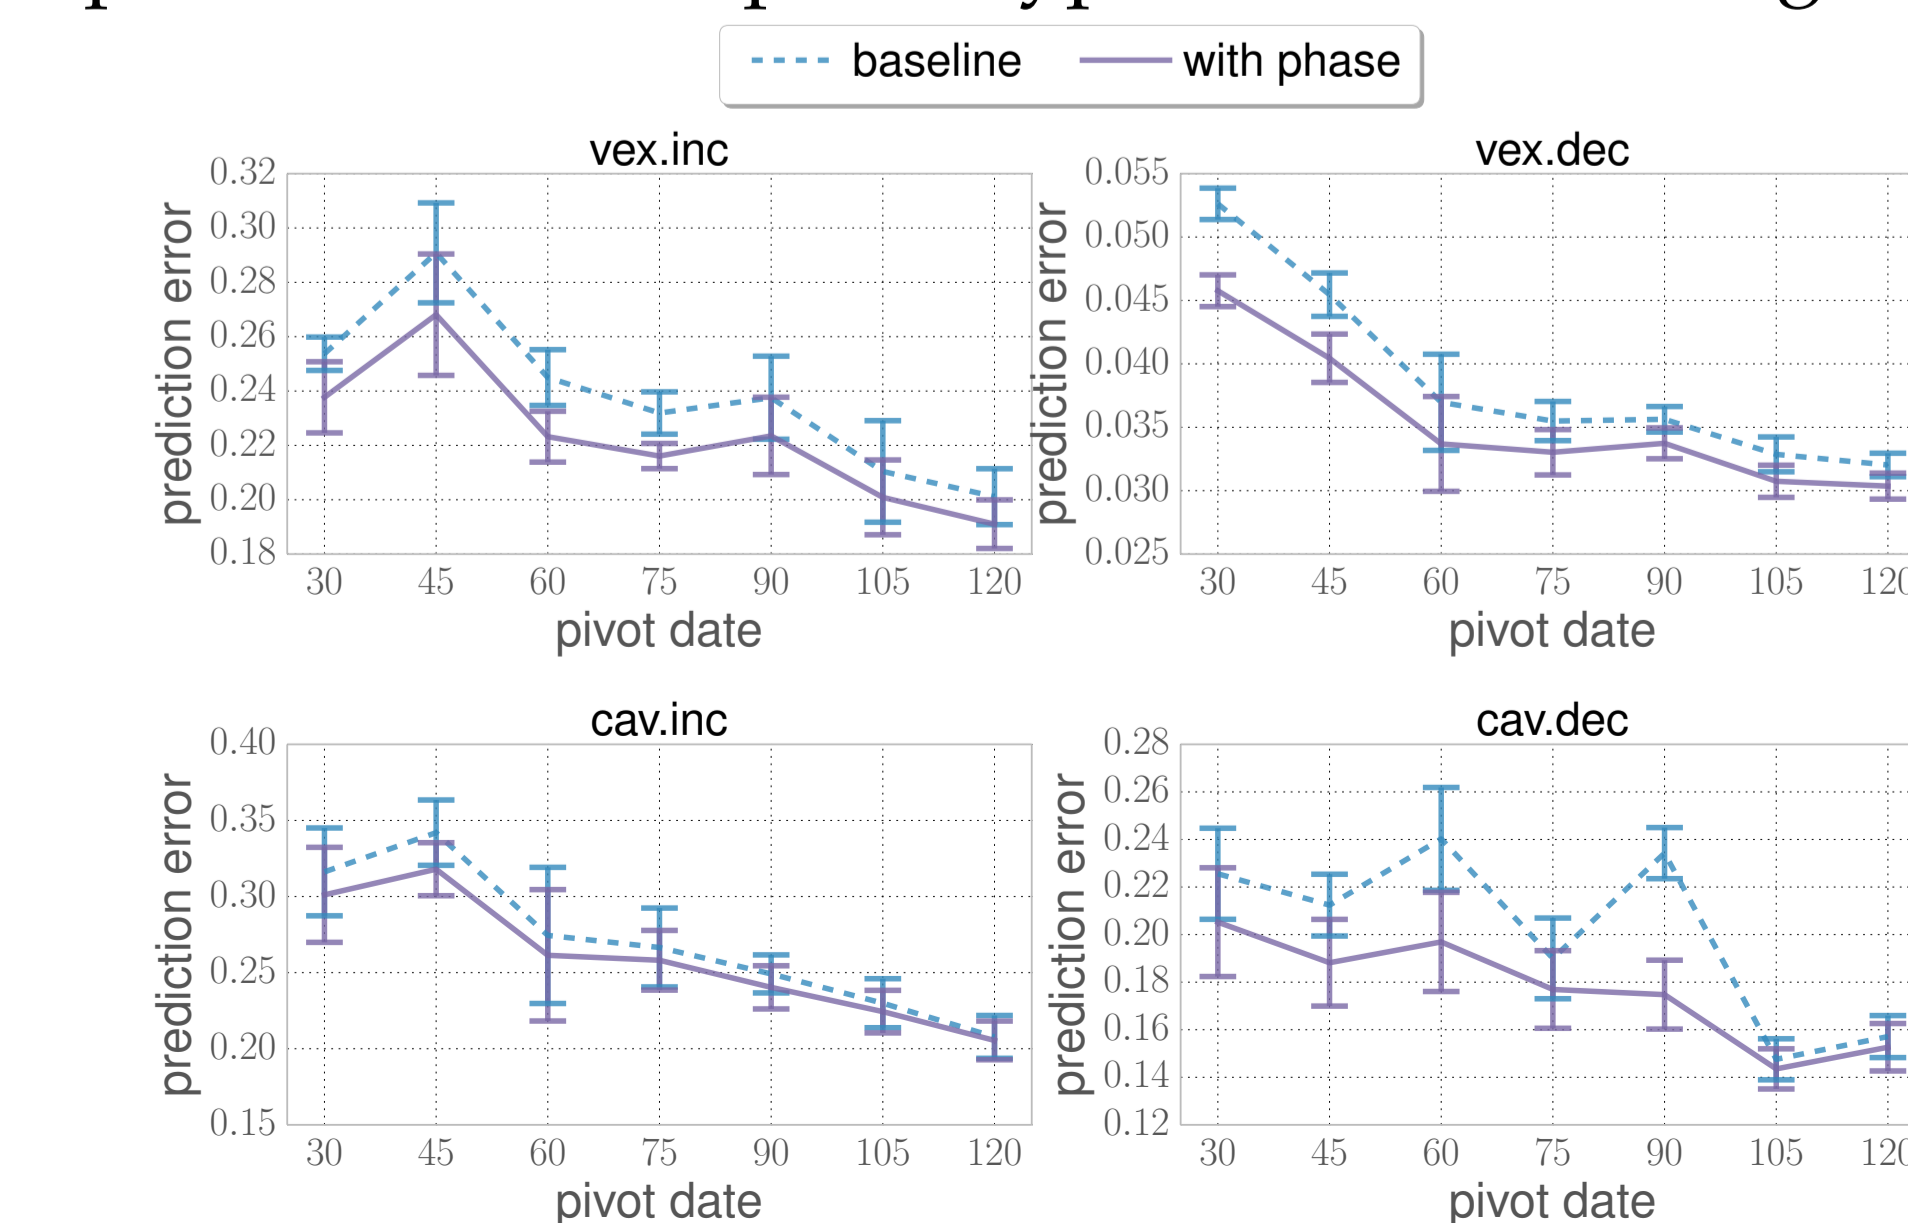 baseline with phase
vex.inc
prediction error
0.32
0.30
0.28
0.26
0.24
0.22
0.20
0.18
30 45 60 75 90 105 120
pivot date
vex.dec
prediction error
0.055
0.050
0.045
0.040
0.035
0.030
0.025
30 45 60 75 90 105 120
pivot date
cav.inc
prediction error
0.40
0.35
0.30
0.25
0.20
0.15
30 45 60 75 90 105 120
pivot date
cav.dec
prediction error
0.28
0.26
0.24
0.22
0.20
0.18
0.16
0.14
0.12
30 45 60 75 90 105 120
pivot date